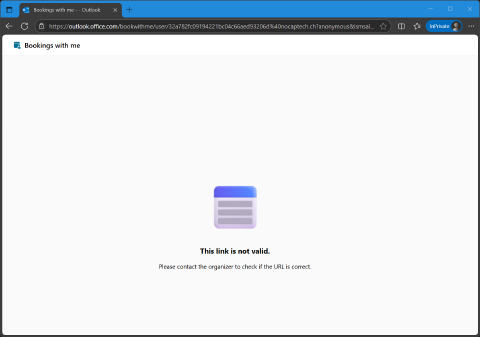 Bookings with me - - Outlook
https://outlook.office.com/bookwithme/user/32a782fc09194221bc04c66aed93206d%40nocaptech.ch?anonymous&ismsal...
InPrivate
Bookings with me
This link is not valid.
Please contact the organizer to check if the URL is correct.